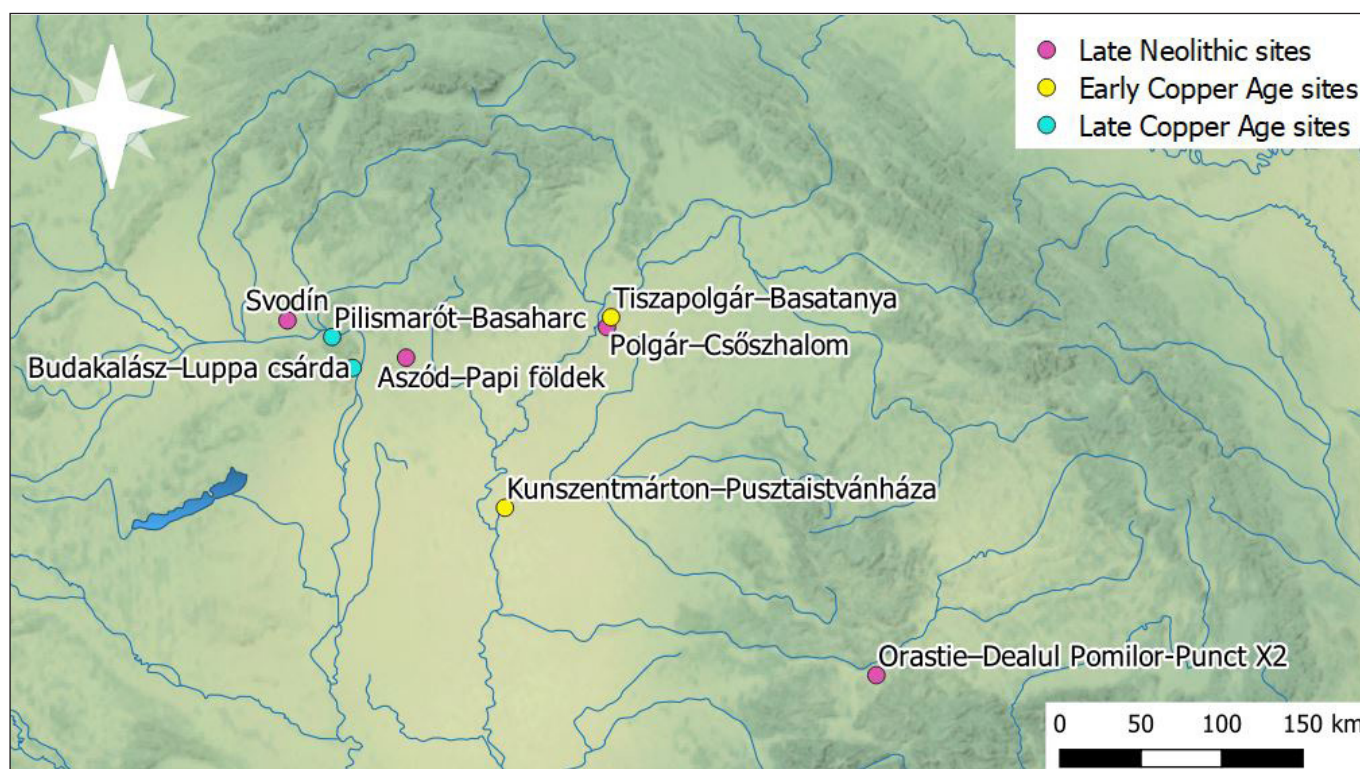 Late Neolithic sites
Early Copper Age sites
Late Copper Age sites
Svodín
Tiszapolgár–Basatanya
Pilismarót–Basaharc
Polgár–Csőszhalom
Budakalász–Luppa csárda
Aszód–Papi földek
Kunszentmárton–Pusztaistvánháza
Orastie–Dealul Pomilor-Punct X2
0 50 100 150 km